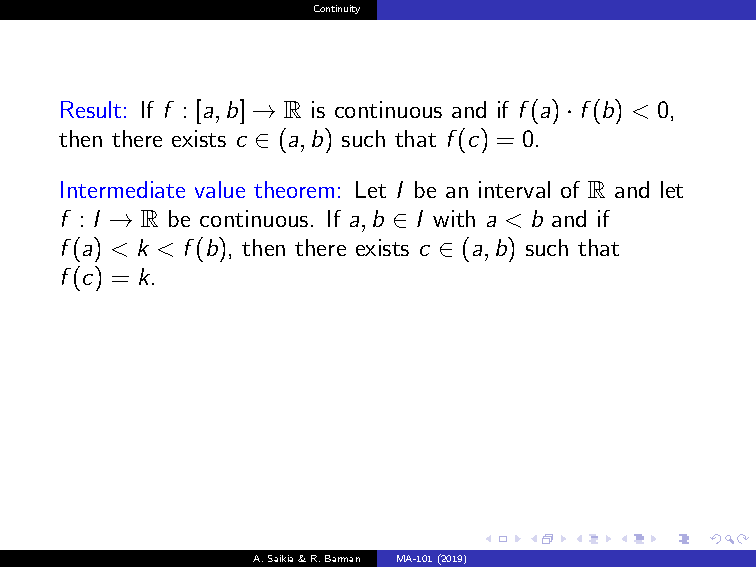 Continuity
Result: If f : [a, b] → ℝ is continuous and if f(a) · f(b) < 0,
then there exists c ∈ (a, b) such that f(c) = 0.
Intermediate value theorem: Let I be an interval of ℝ and let
f : I → ℝ be continuous. If a, b ∈ I with a < b and if
f(a) < k < f(b), then there exists c ∈ (a, b) such that
f(c) = k.
A. Saikia & R. Barman MA-101 (2019)